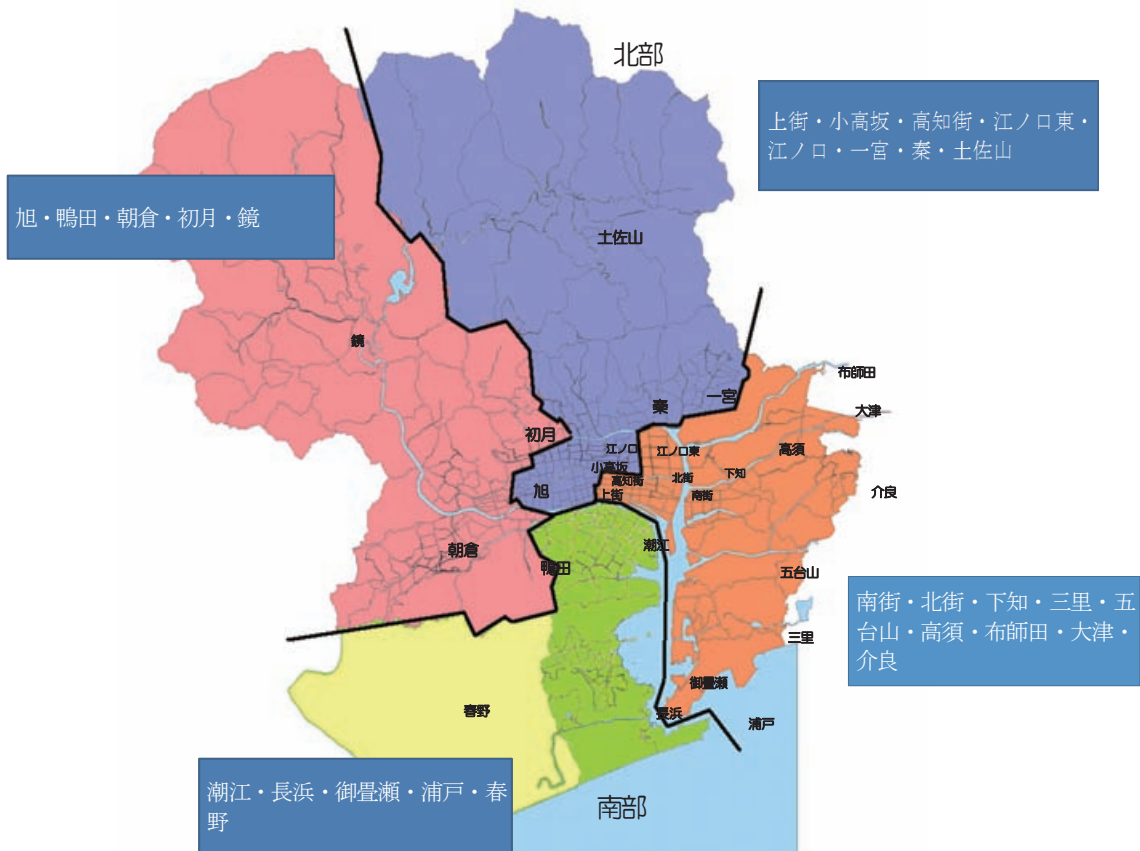 北部
上街・小高坂・高知街・江ノ口東・
江ノ口・一宮・秦・土佐山
旭・鴨田・朝倉・初月・鏡
土佐山
鏡
布師田
一宮
秦
大津
初月
江ノ口
江ノ口東
高須
小高坂
下知
高知街
北街
旭
上街
南街
介良
潮江
朝倉
鴨田
五台山
南街・北街・下知・三里・五
台山・高須・布師田・大津・
介良
三里
御畳瀬
春野
長浜
浦戸
潮江・長浜・御畳瀬・浦戸・春
野
南部